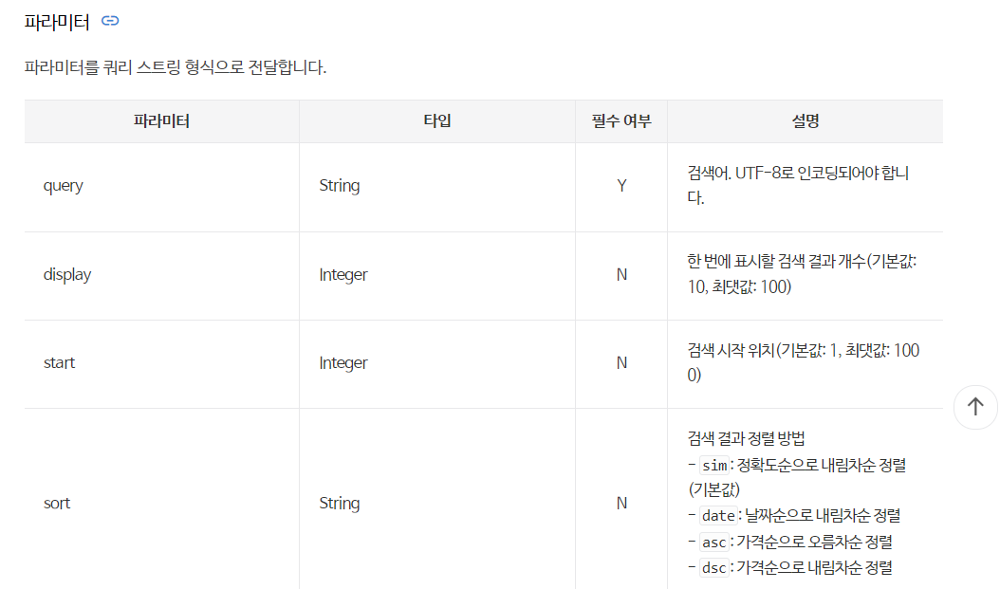 파라미터
파라미터를 쿼리 스트링 형식으로 전달합니다.
파라미터 타입 필수 여부 설명
query String Y 검색어. UTF-8로 인코딩되어야 합니
다.
display Integer N 한 번에 표시할 검색 결과 개수(기본값:
10, 최댓값: 100)
start Integer N 검색 시작 위치(기본값: 1, 최댓값: 100
0)
sort String N 검색 결과 정렬 방법
- sim: 정확도순으로 내림차순 정렬
(기본값)
- date: 날짜순으로 내림차순 정렬
- asc: 가격순으로 오름차순 정렬
- dsc: 가격순으로 내림차순 정렬